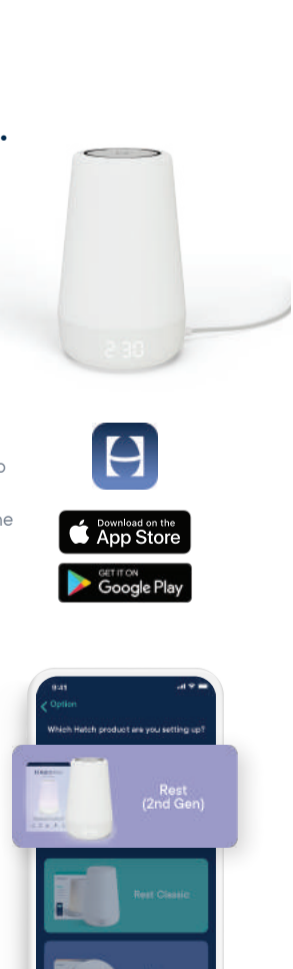 2:30
o
ne
Download on the
App Store
GET IT ON
Google Play
9:41
Option
Which Hatch product are you setting up?
Rest
(2nd Gen)
Rest Classic